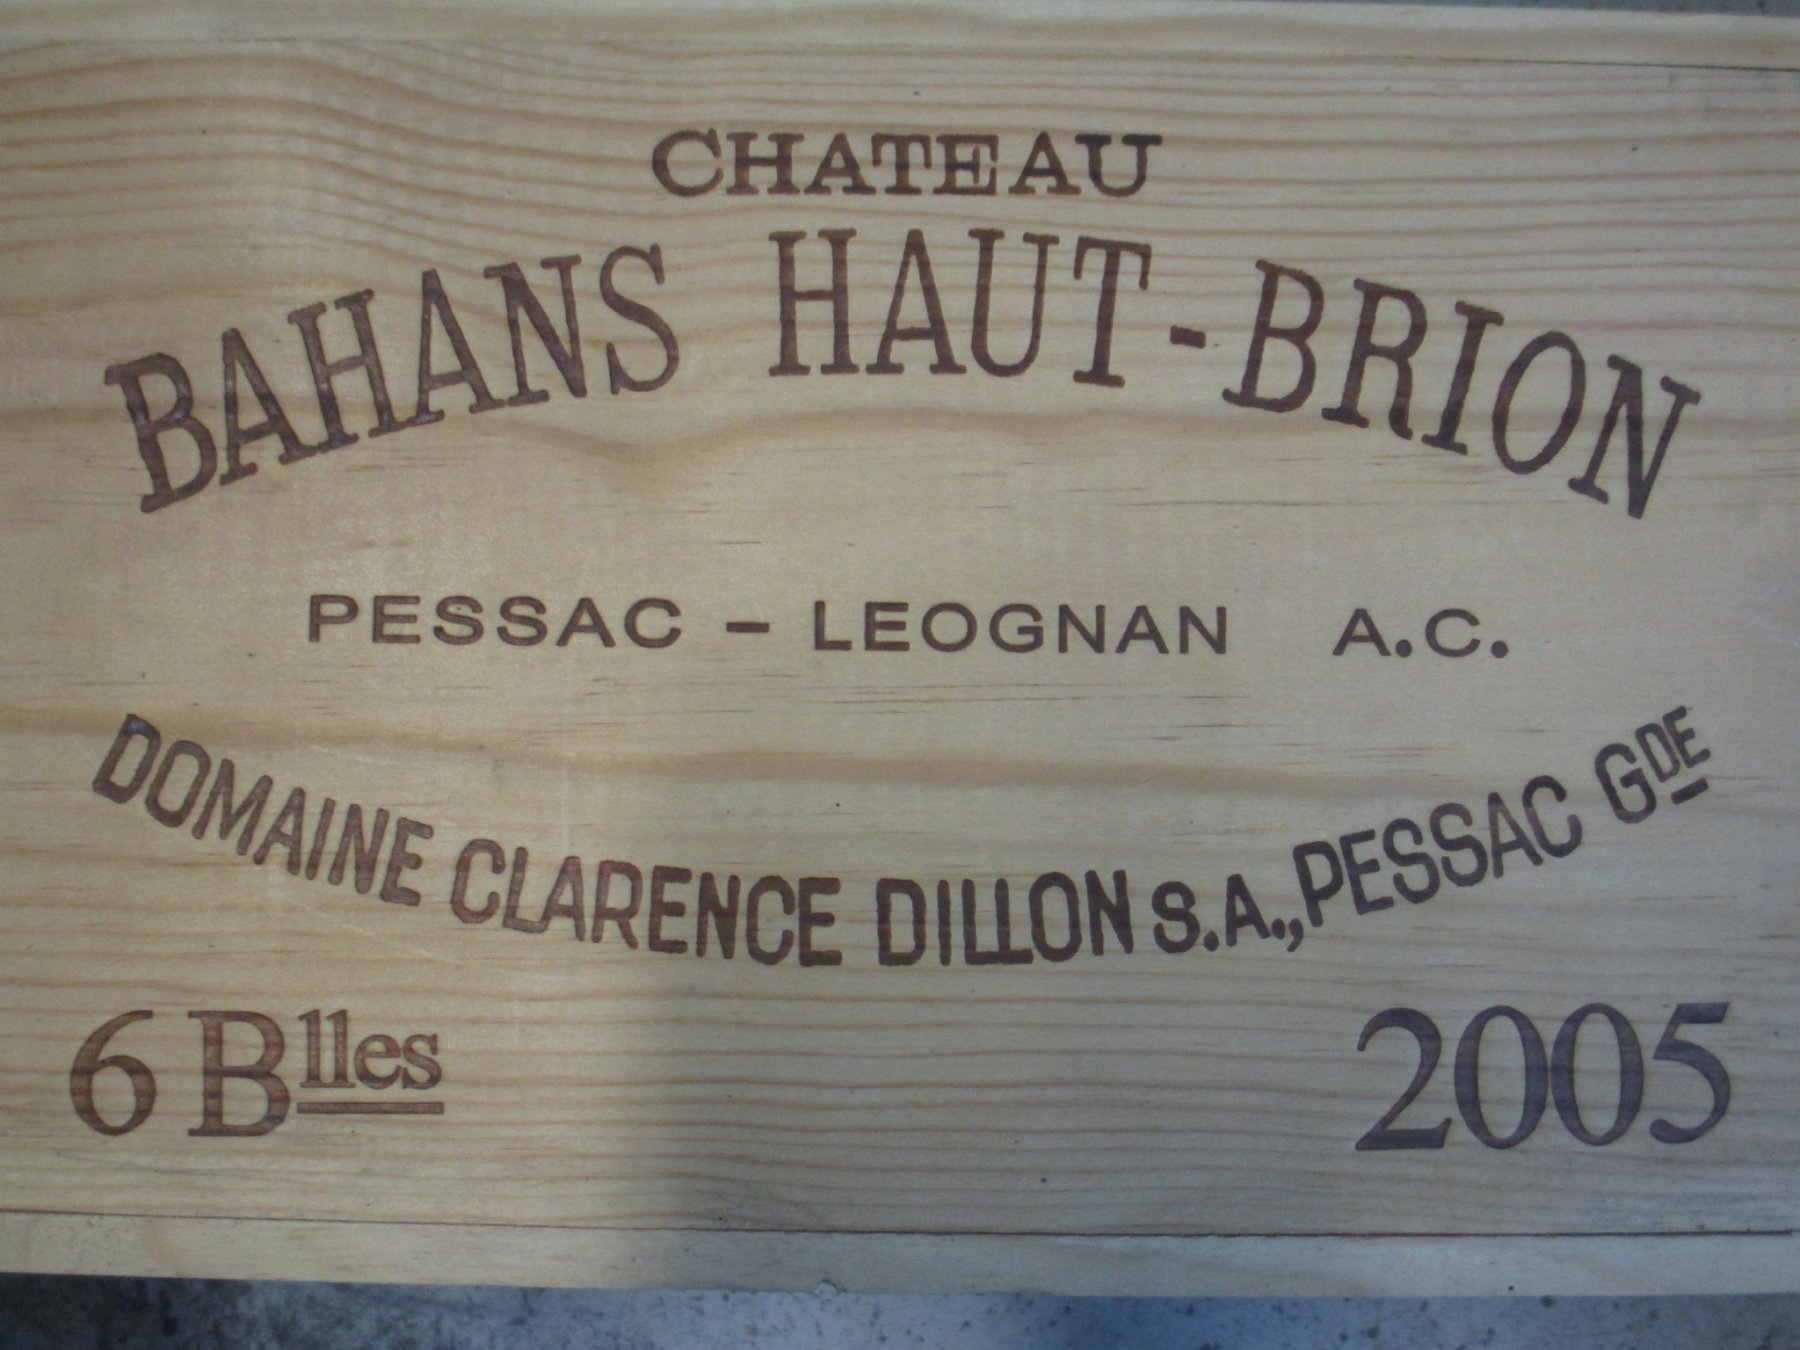 CHATEAU
BAHANS HAUT-BRION
PESSAC - LEOGNAN A.C.
DOMAINE CLARENCE DILLON S.A., PESSAC GDE
6 Blles
2005